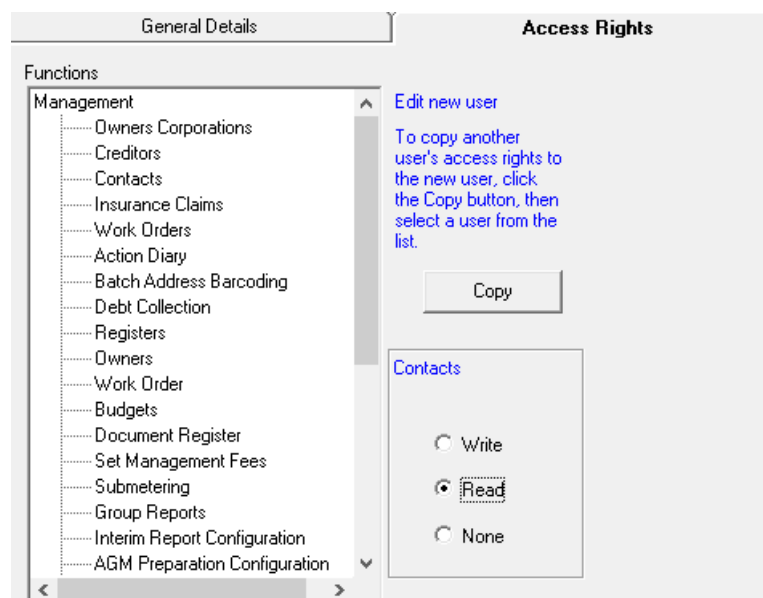 General Details
Access Rights
Functions
Management
Owners Corporations
Creditors
Contacts
Insurance Claims
Work Orders
Action Diary
Batch Address Barcoding
Debt Collection
Registers
Owners
Work Order
Budgets
Document Register
Set Management Fees
Submetering
Group Reports
Interim Report Configuration
AGM Preparation Configuration
Edit new user
To copy another
user's access rights to
the new user, click
the Copy button, then
select a user from the
list.
Copy
Contacts
Write
Read
None